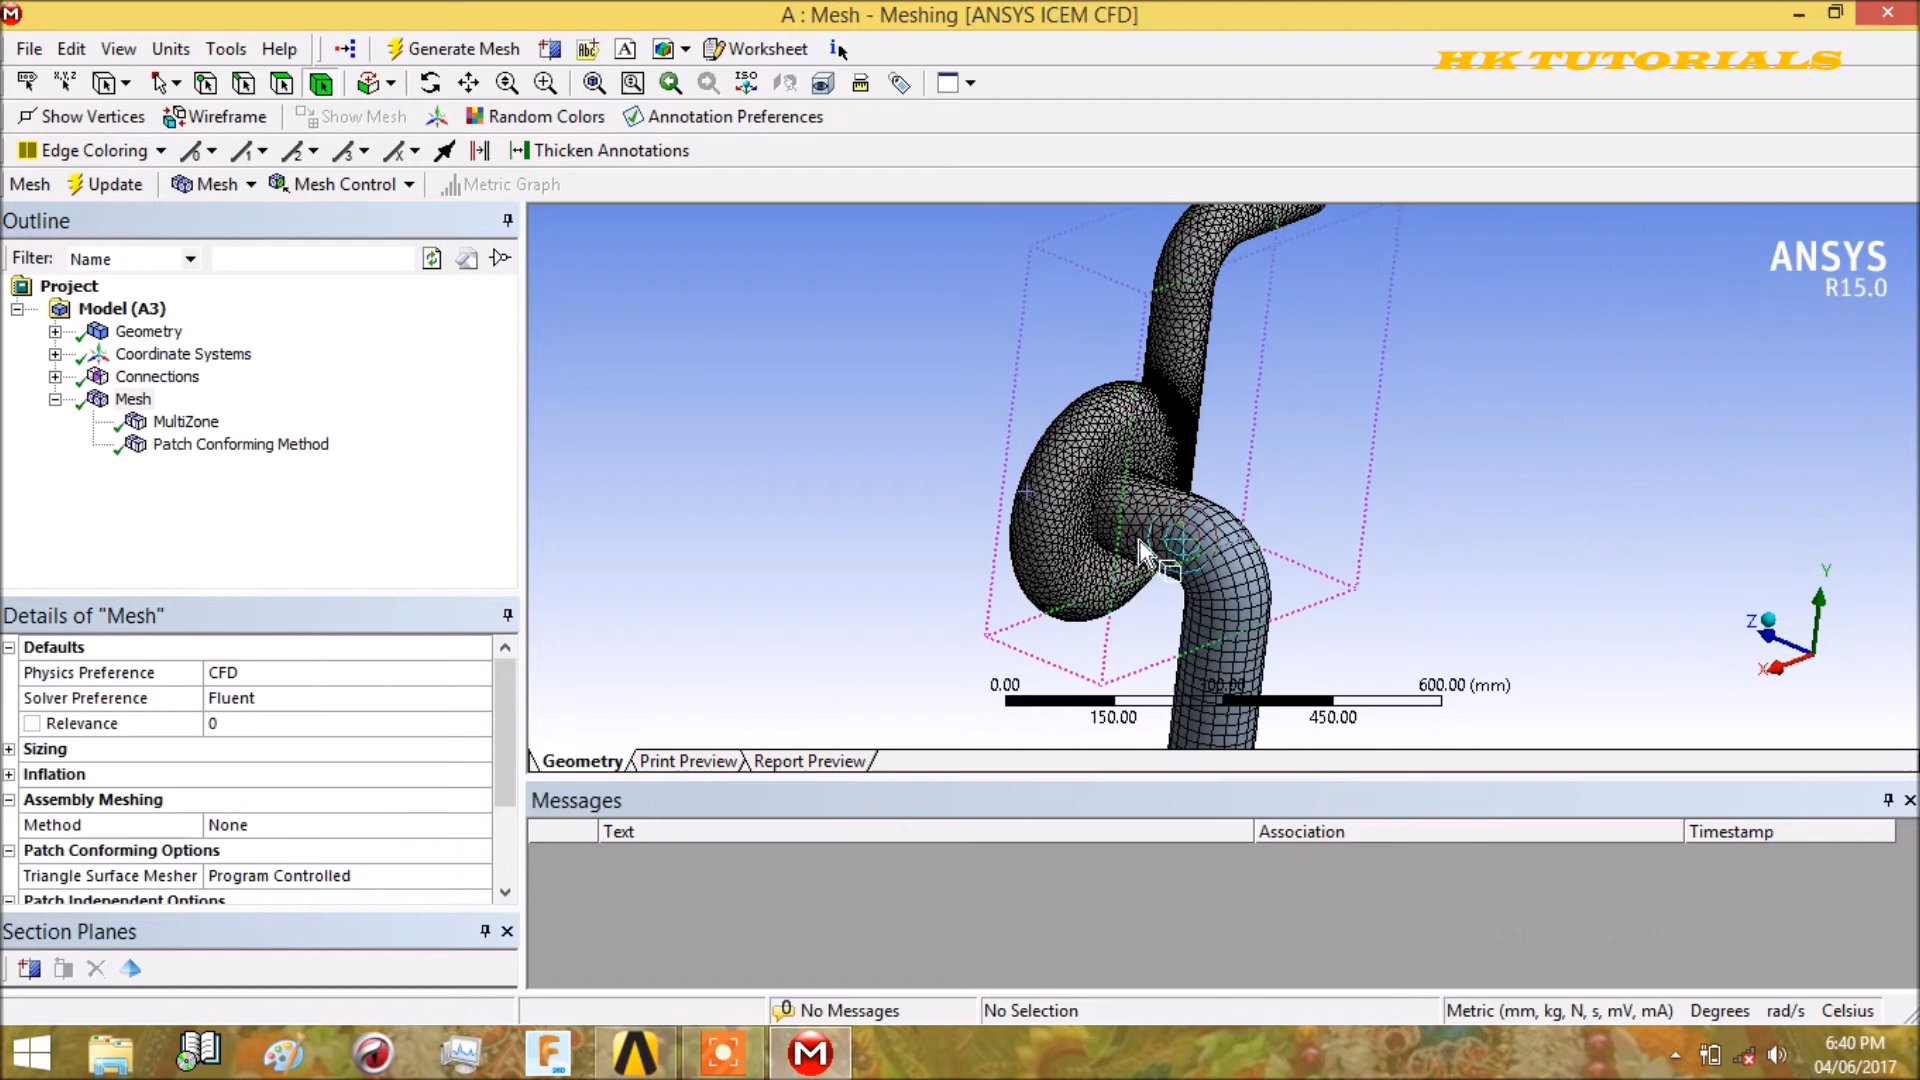 A : Mesh - Meshing [ANSYS ICEM CFD]
File Edit View Units Tools Help Generate Mesh Worksheet
HK TUTORIALS
Show Vertices Wireframe Show Mesh Random Colors Annotation Preferences
Edge Coloring Thicken Annotations
Mesh Update Mesh Mesh Control Metric Graph
Outline
Filter: Name
Project
Model (A3)
Geometry
Coordinate Systems
Connections
Mesh
MultiZone
Patch Conforming Method
ANSYS
R15.0
Y
Z
X
0.00 300.00 600.00 (mm)
150.00 450.00
Details of "Mesh"
Defaults
Physics Preference CFD
Solver Preference Fluent
Relevance 0
Sizing
Inflation
Assembly Meshing
Method None
Patch Conforming Options
Triangle Surface Mesher Program Controlled
Patch Independent Options
Geometry Print Preview Report Preview
Messages
Text Association Timestamp
Section Planes
No Messages No Selection Metric (mm, kg, N, s, mV, mA) Degrees rad/s Celsius
6:40 PM
04/06/2017